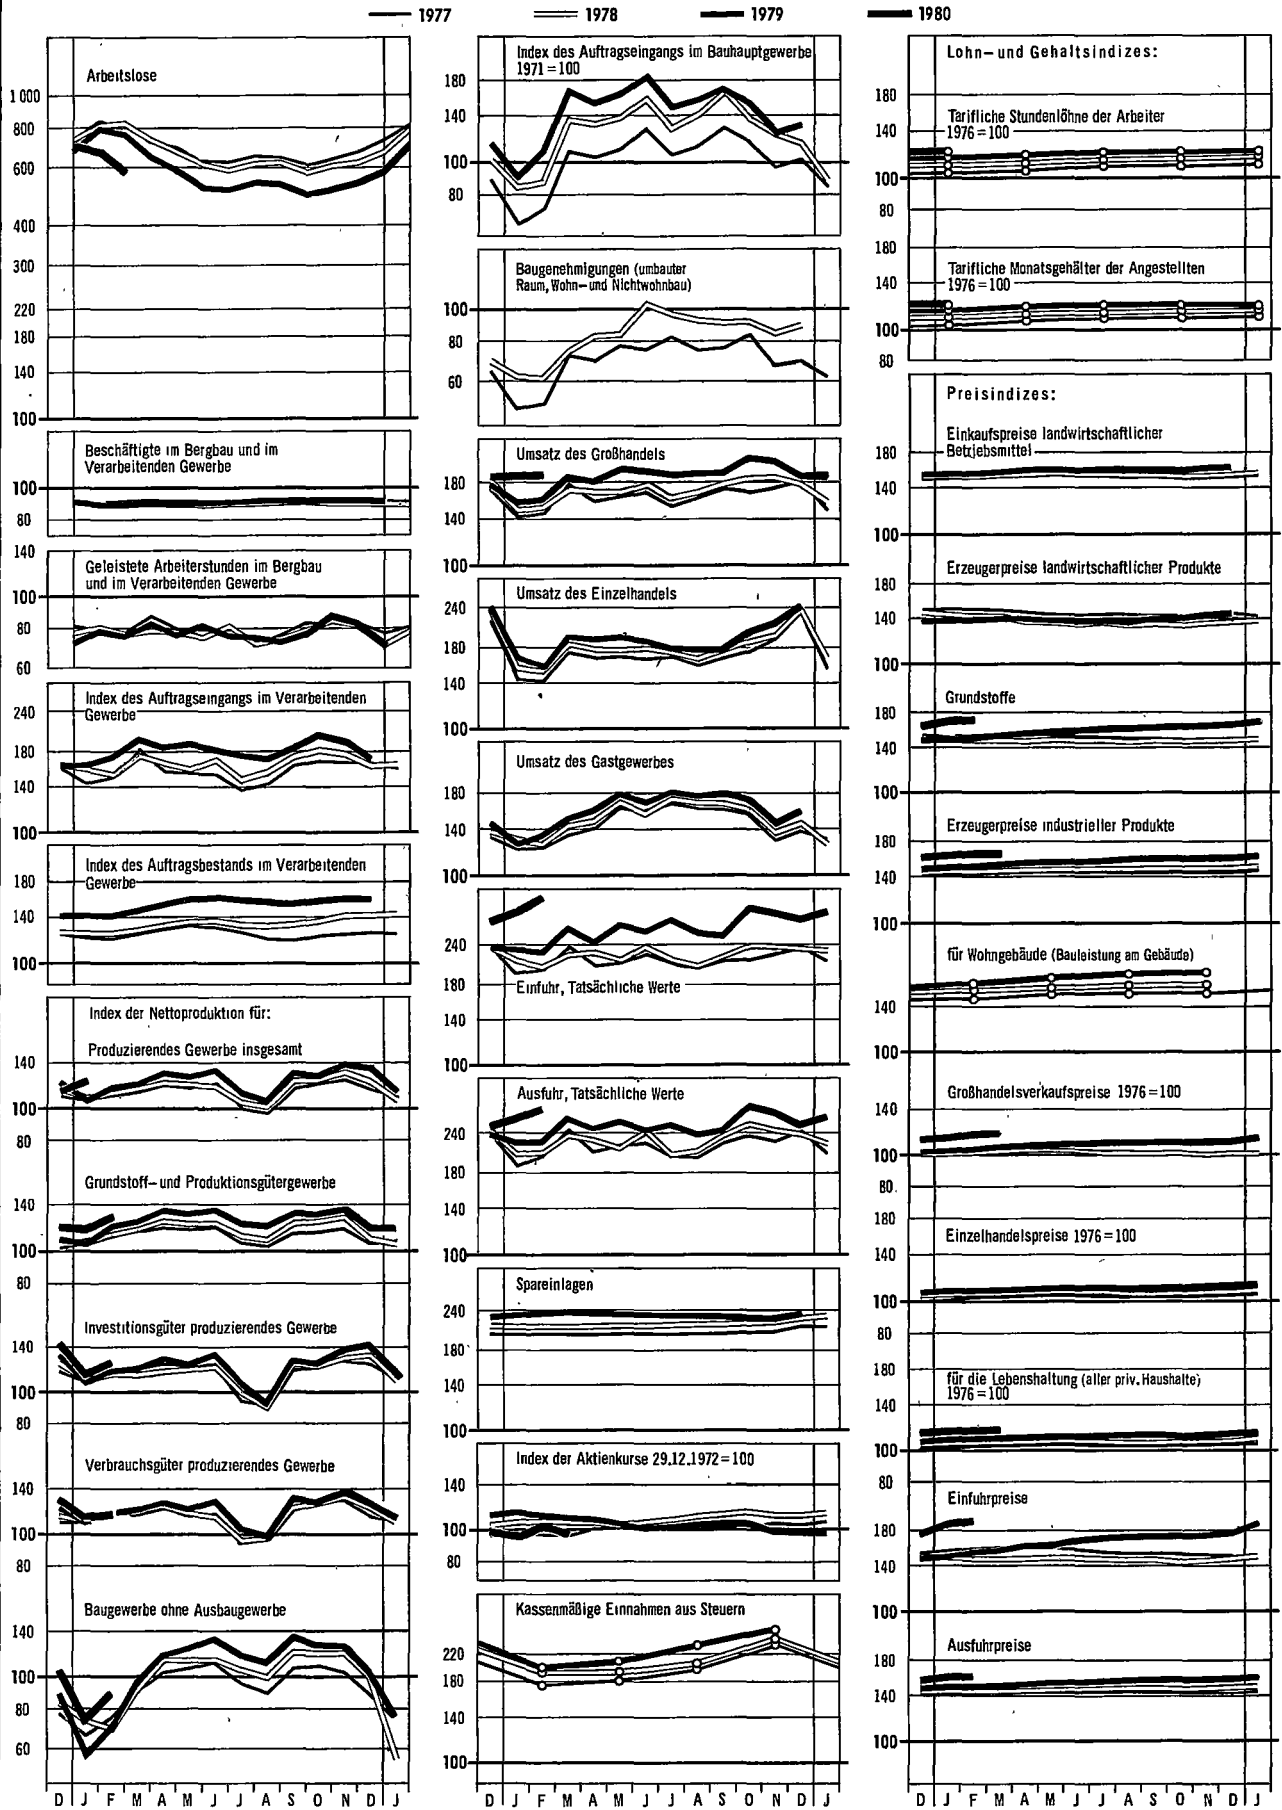 1977 1978 1979 1980
Arbeitslose
1 000
800
600
400
300
220
180
140
100
Beschäftigte im Bergbau und im
Verarbeitenden Gewerbe
100
80
140
Geleistete Arbeiterstunden im Bergbau
und im Verarbeitenden Gewerbe
100
80
60
Index des Auftragseingangs im Verarbeitenden
Gewerbe
240
180
140
100
Index des Auftragsbestands im Verarbeitenden
Gewerbe
180
140
100
Index der Nettoproduktion für:
Produzierendes Gewerbe insgesamt
140
100
80
Grundstoff- und Produktionsgütergewerbe
140
100
80
Investitionsgüter produzierendes Gewerbe
140
100
80
Verbrauchsgüter produzierendes Gewerbe
140
100
80
Baugewerbe ohne Ausbaugewerbe
140
100
80
60
D J F M A M J J A S O N D J
Index des Auftragseingangs im Bauhauptgewerbe
1971=100
180
140
100
80
Baugenehmigungen (umbauter
Raum, Wohn- und Nichtwohnbau)
100
80
60
Umsatz des Großhandels
180
140
100
Umsatz des Einzelhandels
240
180
140
100
Umsatz des Gastgewerbes
180
140
100
240
180
Einfuhr, Tatsächliche Werte
140
100
Ausfuhr, Tatsächliche Werte
240
180
140
100
Spareinlagen
240
180
140
100
Index der Aktienkurse 29.12.1972=100
140
100
80
Kassenmäßige Einnahmen aus Steuern
220
180
140
100
D J F M A M J J A S O N D J
Lohn- und Gehaltsindizes:
180
Tarifliche Stundenlöhne der Arbeiter
1976=100
140
100
80
180
Tarifliche Monatsgehälter der Angestellten
1976=100
140
100
80
Preisindizes:
Einkaufspreise landwirtschaftlicher
Betriebsmittel
180
140
100
Erzeugerpreise landwirtschaftlicher Produkte
180
140
100
Grundstoffe
180
140
100
Erzeugerpreise industrieller Produkte
180
140
100
für Wohngebäude (Bauleistung am Gebäude)
140
100
Großhandelsverkaufspreise 1976=100
140
100
80
180
Einzelhandelspreise 1976=100
140
100
80
180
für die Lebenshaltung (aller priv. Haushalte)
1976=100
140
100
80
Einfuhrpreise
180
140
100
Ausfuhrpreise
180
140
100
D J F M A M J J A S O N D J